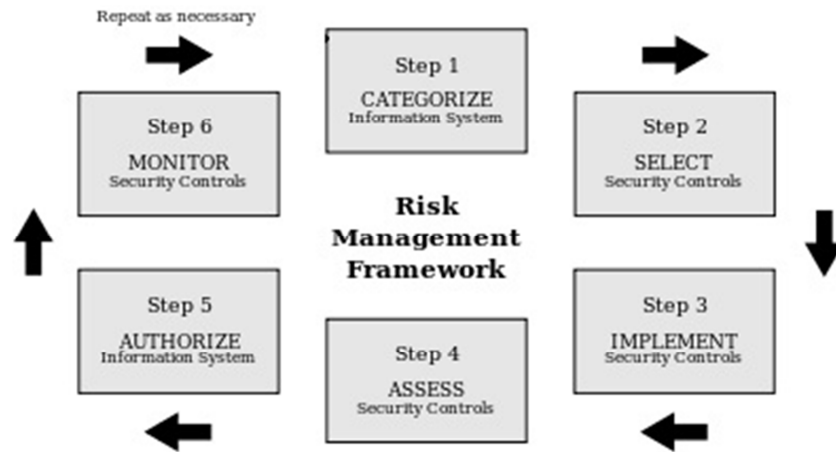 Repeat as necessary
Step 1
CATEGORIZE
Information System
Step 6
MONITOR
Security Controls
Step 2
SELECT
Security Controls
Risk
Management
Framework
Step 5
AUTHORIZE
Information System
Step 3
IMPLEMENT
Security Controls
Step 4
ASSESS
Security Controls